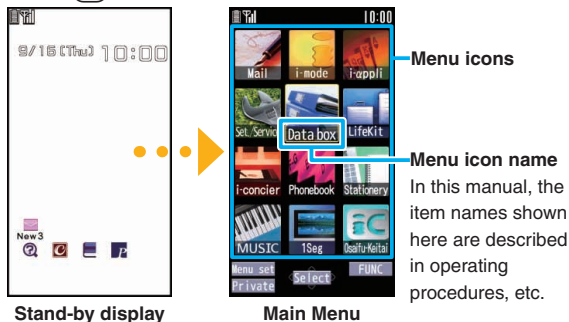 9/16(Thu) 10:00
New3
Stand-by display
10:00
Mail i-mode i-αppli
Set./Service Data box LifeKit
i-concier Phonebook Stationery
MUSIC 1Seg Osaifu-Keitai
Menu set Select FUNC
Private
Main Menu
Menu icons
Menu icon name
In this manual, the
item names shown
here are described
in operating
procedures, etc.